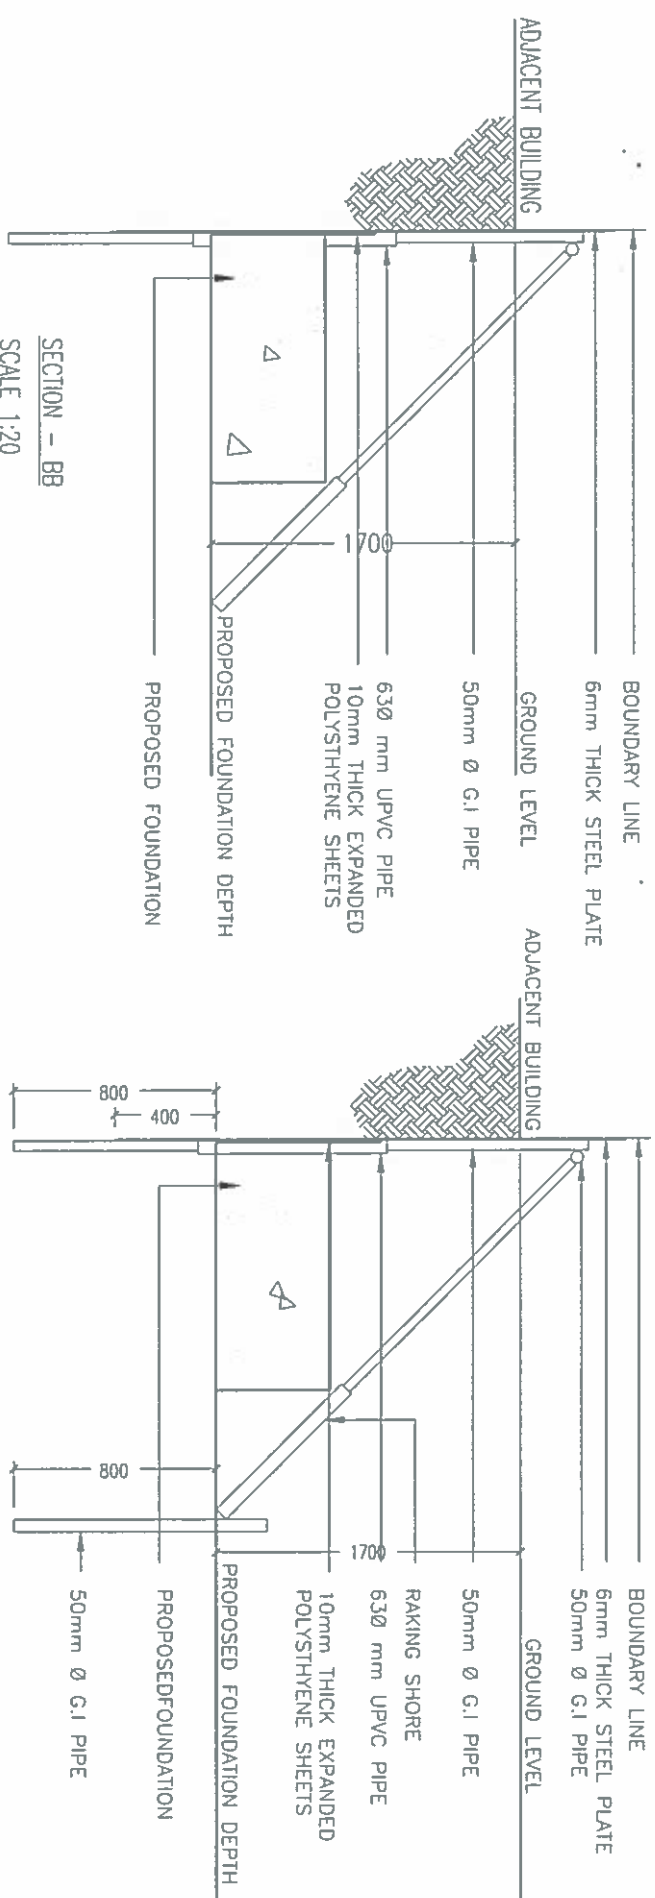 ADJACENT BUILDING
BOUNDARY LINE
6mm THICK STEEL PLATE
GROUND LEVEL
50mm Ø G.I PIPE
630 mm UPVC PIPE
10mm THICK EXPANDED
POLYSTHYENE SHEETS
1700
PROPOSED FOUNDATION DEPTH
PROPOSED FOUNDATION
SECTION - BB
SCALE 1:20
ADJACENT BUILDING
BOUNDARY LINE
6mm THICK STEEL PLATE
50mm Ø G.I PIPE
GROUND LEVEL
50mm Ø G.I PIPE
RAKING SHORE
630 mm UPVC PIPE
10mm THICK EXPANDED
POLYSTHYENE SHEETS
1700
PROPOSED FOUNDATION DEPTH
PROPOSEDFOUNDATION
50mm Ø G.I PIPE
800
400
800